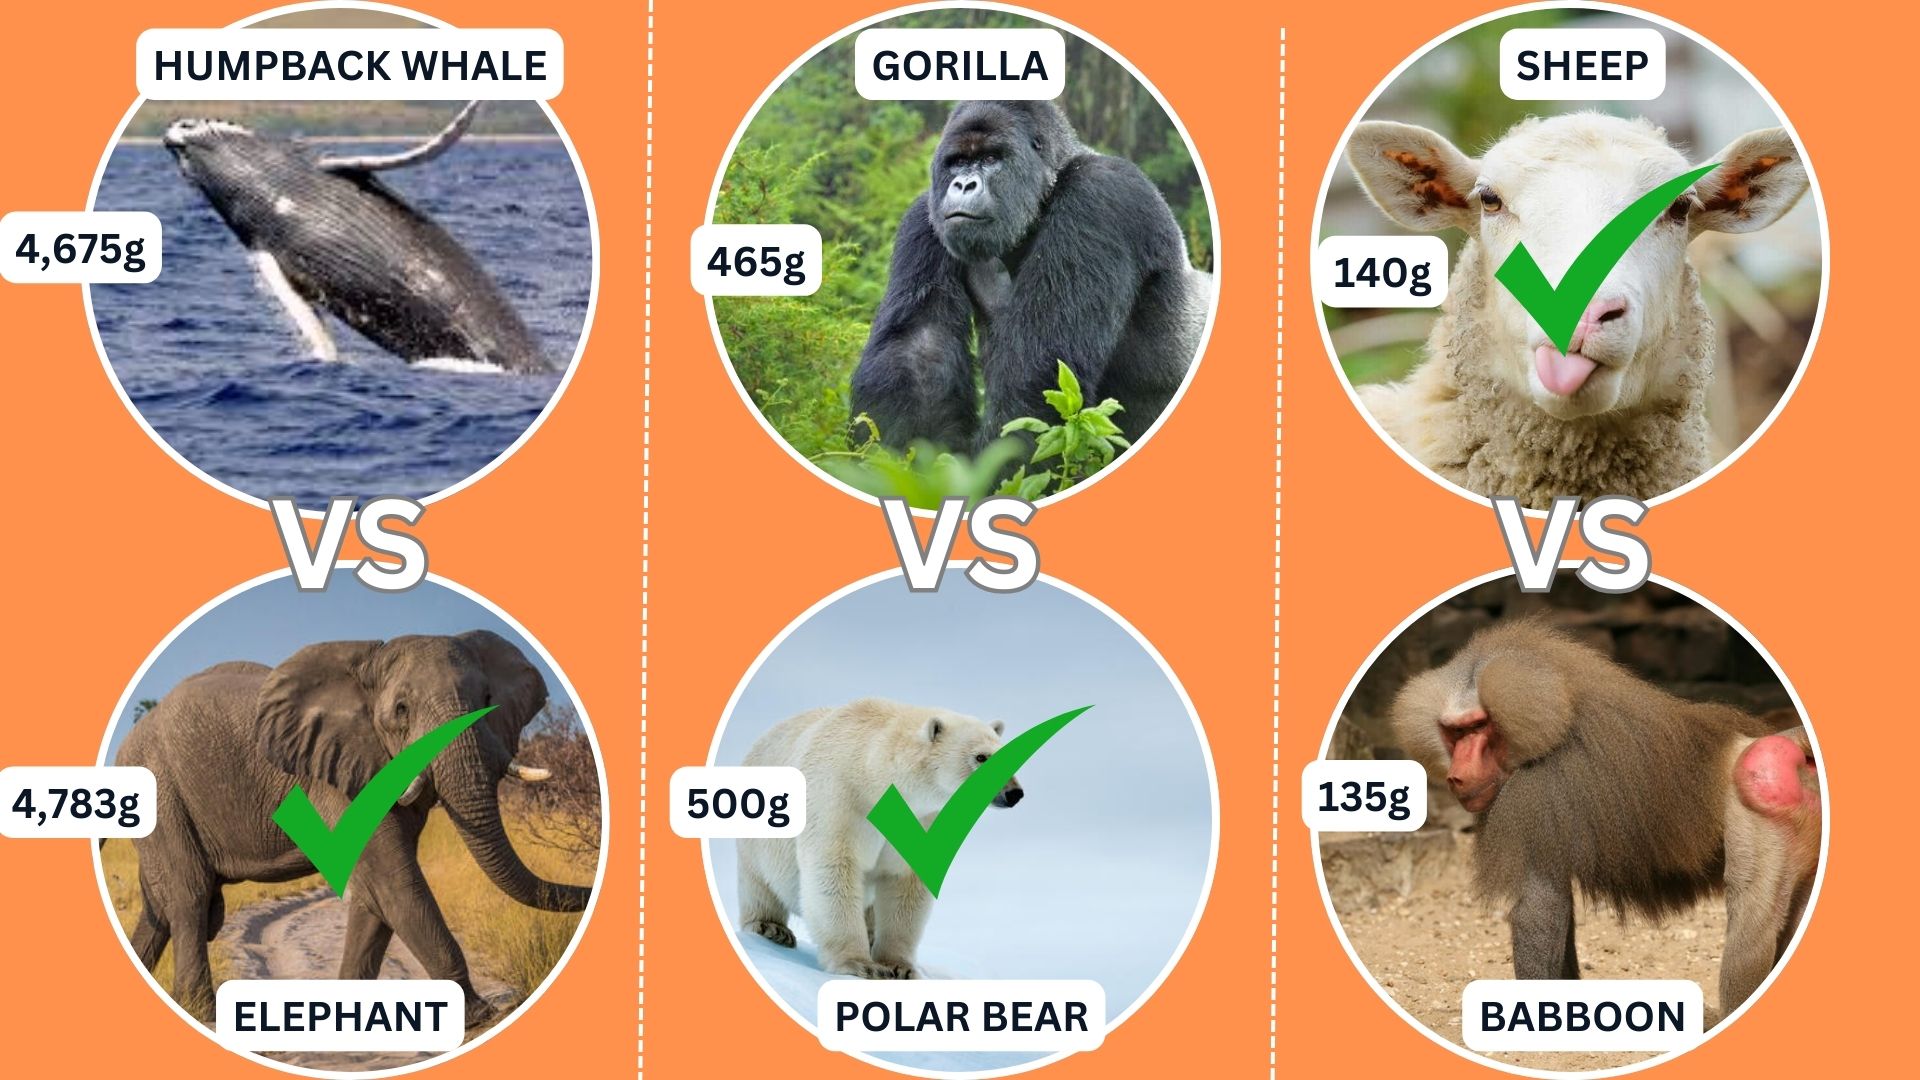 HUMPBACK WHALE
4,675g
VS
4,783g
ELEPHANT
GORILLA
465g
VS
500g
POLAR BEAR
SHEEP
140g
VS
135g
BABBOON